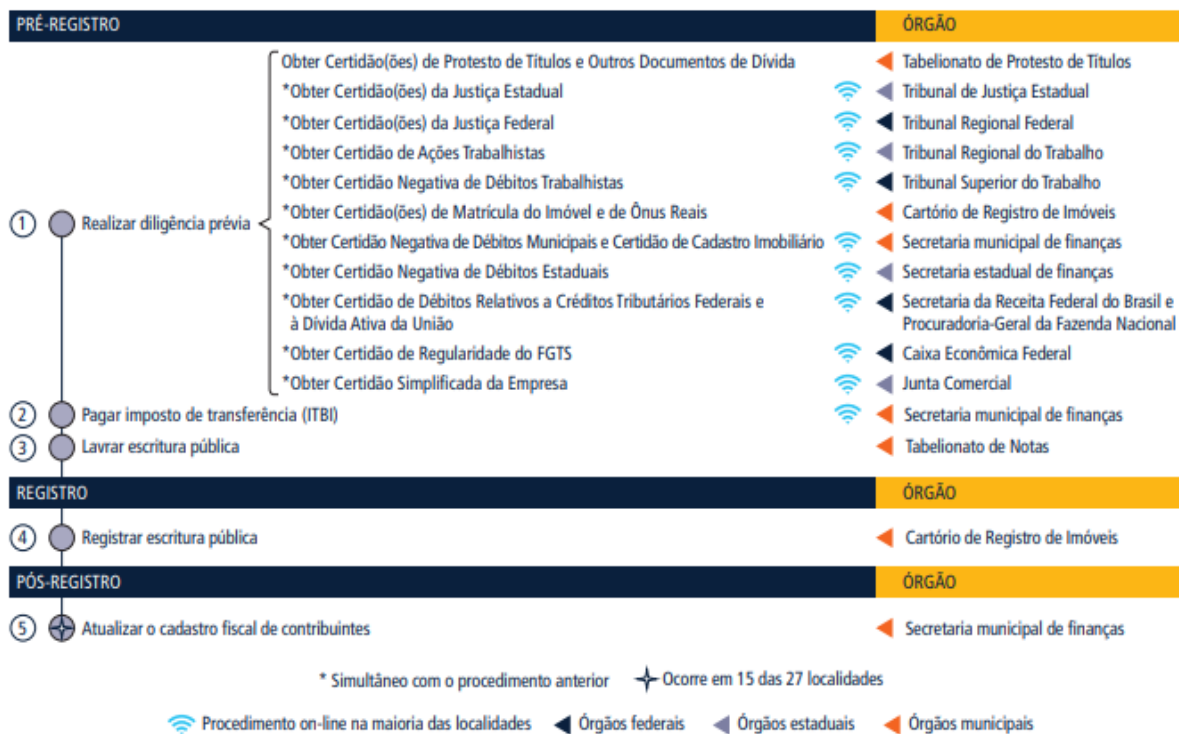 PRÉ-REGISTRO ÓRGÃO
Obter Certidão(ões) de Protesto de Títulos e Outros Documentos de Dívida Tabelionato de Protesto de Títulos
*Obter Certidão(ões) da Justiça Estadual Tribunal de Justiça Estadual
*Obter Certidão(ões) da Justiça Federal Tribunal Regional Federal
*Obter Certidão de Ações Trabalhistas Tribunal Regional do Trabalho
*Obter Certidão Negativa de Débitos Trabalhistas Tribunal Superior do Trabalho
1 Realizar diligência prévia *Obter Certidão(ões) de Matrícula do Imóvel e de Ônus Reais Cartório de Registro de Imóveis
*Obter Certidão Negativa de Débitos Municipais e Certidão de Cadastro Imobiliário Secretaria municipal de finanças
*Obter Certidão Negativa de Débitos Estaduais Secretaria estadual de finanças
*Obter Certidão de Débitos Relativos a Créditos Tributários Federais e Secretaria da Receita Federal do Brasil e
à Dívida Ativa da União Procuradoria-Geral da Fazenda Nacional
*Obter Certidão de Regularidade do FGTS Caixa Econômica Federal
*Obter Certidão Simplificada da Empresa Junta Comercial
2 Pagar imposto de transferência (ITBI) Secretaria municipal de finanças
3 Lavrar escritura pública Tabelionato de Notas
REGISTRO ÓRGÃO
4 Registrar escritura pública Cartório de Registro de Imóveis
PÓS-REGISTRO ÓRGÃO
5 Atualizar o cadastro fiscal de contribuintes Secretaria municipal de finanças
* Simultâneo com o procedimento anterior Ocorre em 15 das 27 localidades
Procedimento on-line na maioria das localidades Órgãos federais Órgãos estaduais Órgãos municipais